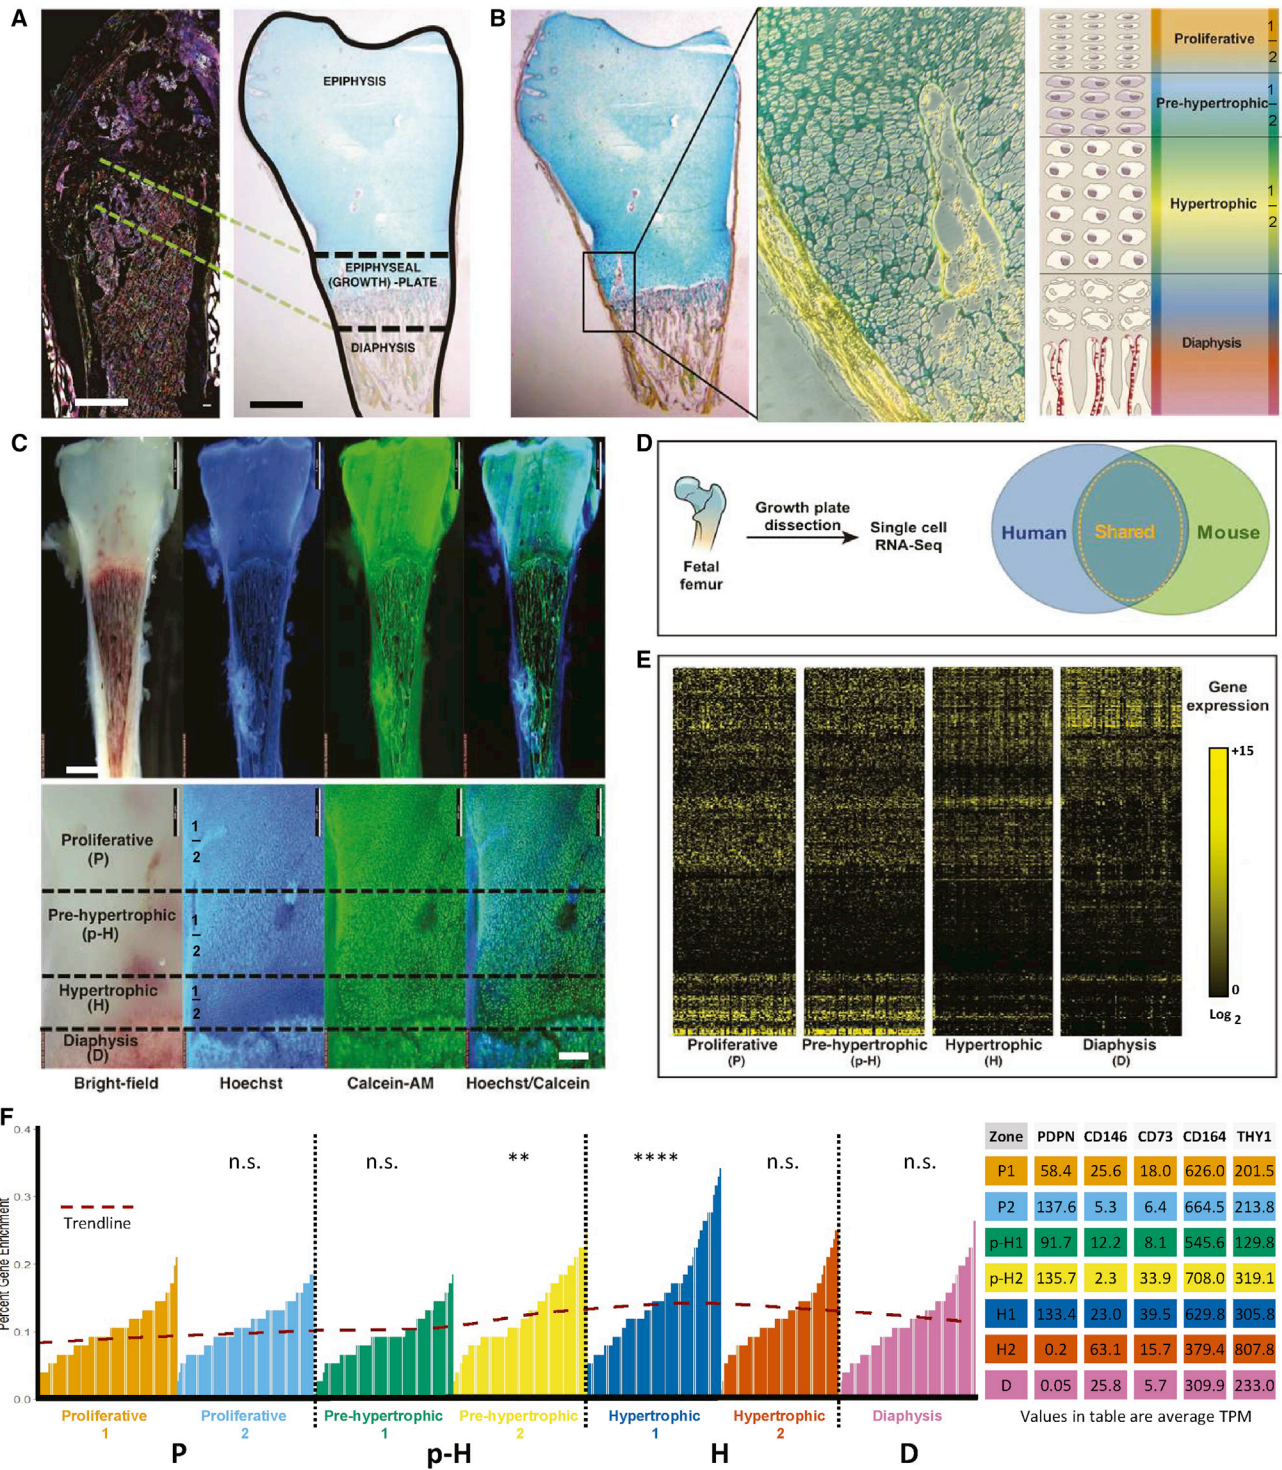 A
EPIPHYSIS
EPIPHYSEAL
(GROWTH) -PLATE
DIAPHYSIS
B
Proliferative
1
2
Pre-hypertrophic
1
2
Hypertrophic
1
2
Diaphysis
C
Proliferative
(P)
1
2
Pre-hypertrophic
(p-H)
1
2
Hypertrophic
(H)
1
2
Diaphysis
(D)
Bright-field
Hoechst
Calcein-AM
Hoechst/Calcein
D
Fetal
femur
Growth plate
dissection
Single cell
RNA-Seq
Human
Shared
Mouse
E
Gene
expression
+15
0
Log 2
Proliferative
(P)
Pre-hypertrophic
(p-H)
Hypertrophic
(H)
Diaphysis
(D)
F
Percent Gene Enrichment
0.4
0.3
0.2
0.1
0.0
Trendline
n.s.
n.s.
**
****
n.s.
n.s.
Proliferative
1
Proliferative
2
Pre-hypertrophic
1
Pre-hypertrophic
2
Hypertrophic
1
Hypertrophic
2
Diaphysis
P
p-H
H
D
Zone PDPN CD146 CD73 CD164 THY1
P1 58.4 25.6 18.0 626.0 201.5
P2 137.6 5.3 6.4 664.5 213.8
p-H1 91.7 12.2 8.1 545.6 129.8
p-H2 135.7 2.3 33.9 708.0 319.1
H1 133.4 23.0 39.5 629.8 305.8
H2 0.2 63.1 15.7 379.4 807.8
D 0.05 25.8 5.7 309.9 233.0
Values in table are average TPM